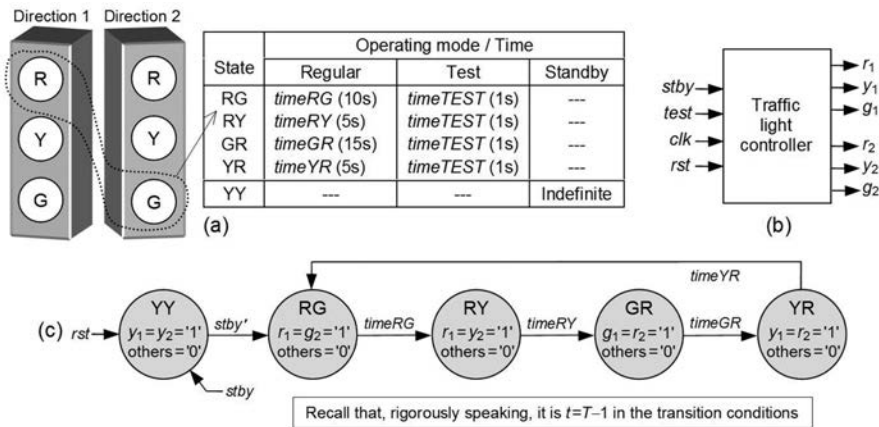 Direction 1 Direction 2
R R
Y Y
G G
Operating mode / Time
State Regular Test Standby
RG timeRG (10s) timeTEST (1s) ---
RY timeRY (5s) timeTEST (1s) ---
GR timeGR (15s) timeTEST (1s) ---
YR timeYR (5s) timeTEST (1s) ---
YY --- --- Indefinite
(a)
stby
test
clk
rst
Traffic
light
controller
r1
y1
g1
r2
y2
g2
(b)
timeYR
(c)
rst
YY
y1=y2='1'
others='0'
stby
stby'
RG
r1=g2='1'
others='0'
timeRG
RY
r1=y2='1'
others='0'
timeRY
GR
g1=r2='1'
others='0'
timeGR
YR
y1=r2='1'
others='0'
Recall that, rigorously speaking, it is t=T–1 in the transition conditions